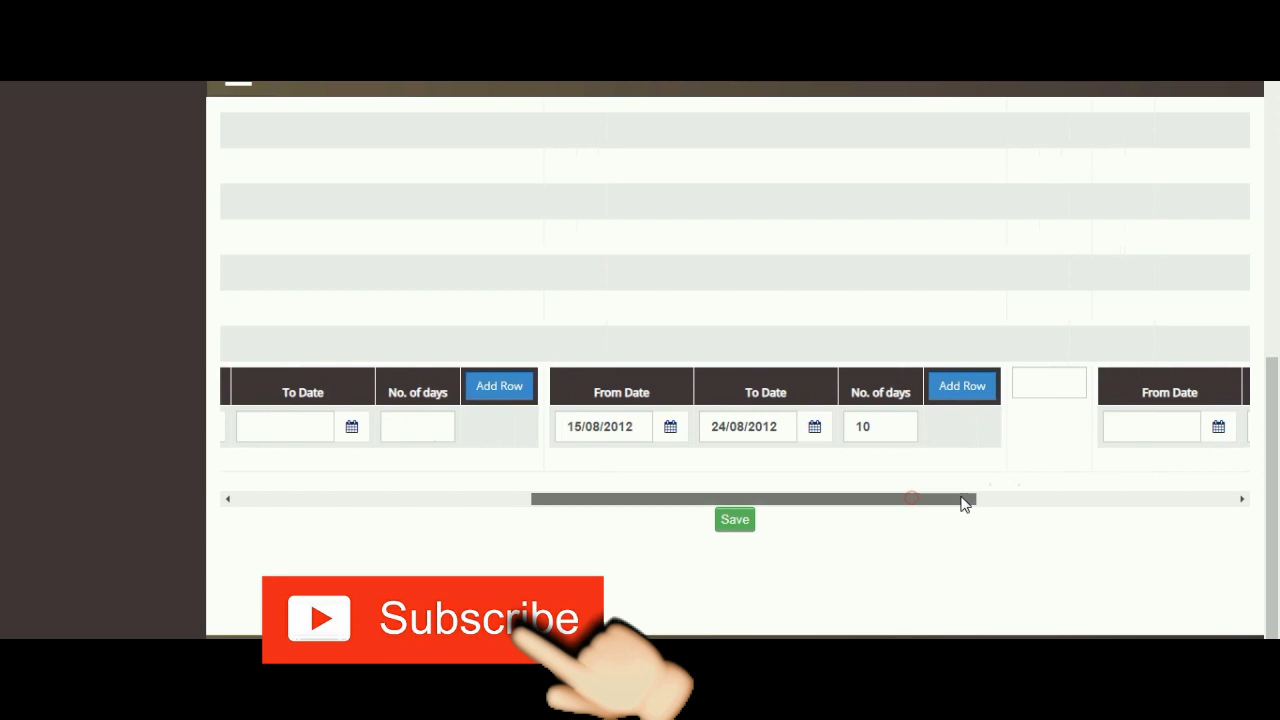 To Date No. of days Add Row From Date To Date No. of days Add Row From Date
15/08/2012 24/08/2012 10
Save
Subscribe